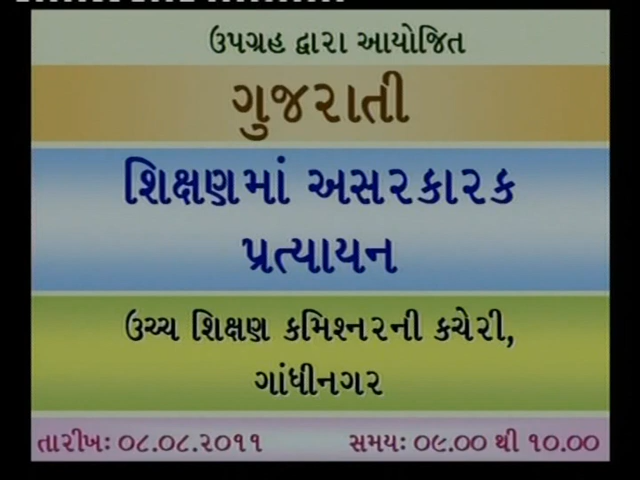 ઉપગ્રહ દ્વારા આયોજિત
ગુજરાતી
શિક્ષણમાં અસરકારક
પ્રત્યાયન
ઉચ્ચ શિક્ષણ કમિશ્નરની કચેરી,
ગાંધીનગર
તારીખઃ ૦૮.૦૮.૨૦૧૧ સમયઃ ૦૯.૦૦ થી ૧૦.૦૦